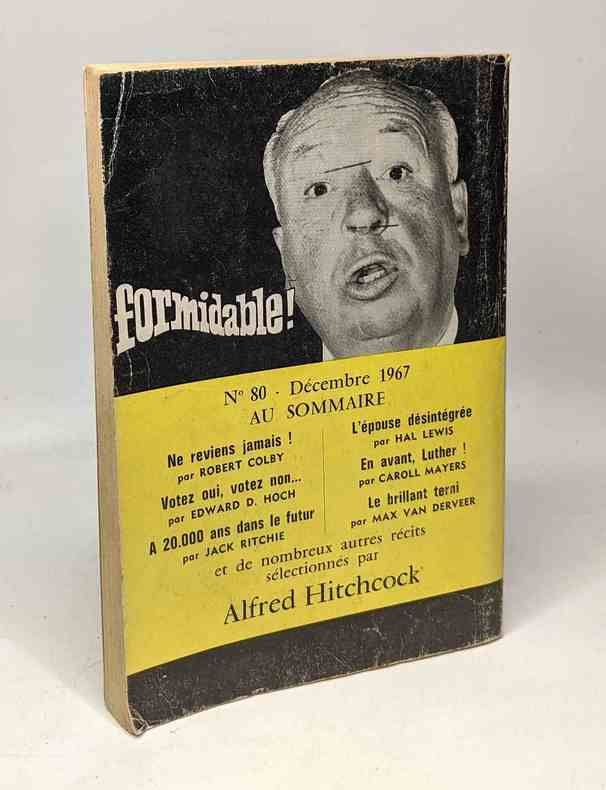 formidable!
N° 80 - Décembre 1967
AU SOMMAIRE
Ne reviens jamais !
par ROBERT COLBY
Votez oui, votez non...
par EDWARD D. HOCH
A 20.000 ans dans le futur
par JACK RITCHIE
L'épouse désintégrée
par HAL LEWIS
En avant, Luther !
par CAROLL MAYERS
Le brillant terni
par MAX VAN DERVEER
et de nombreux autres récits
sélectionnés par
Alfred Hitchcock